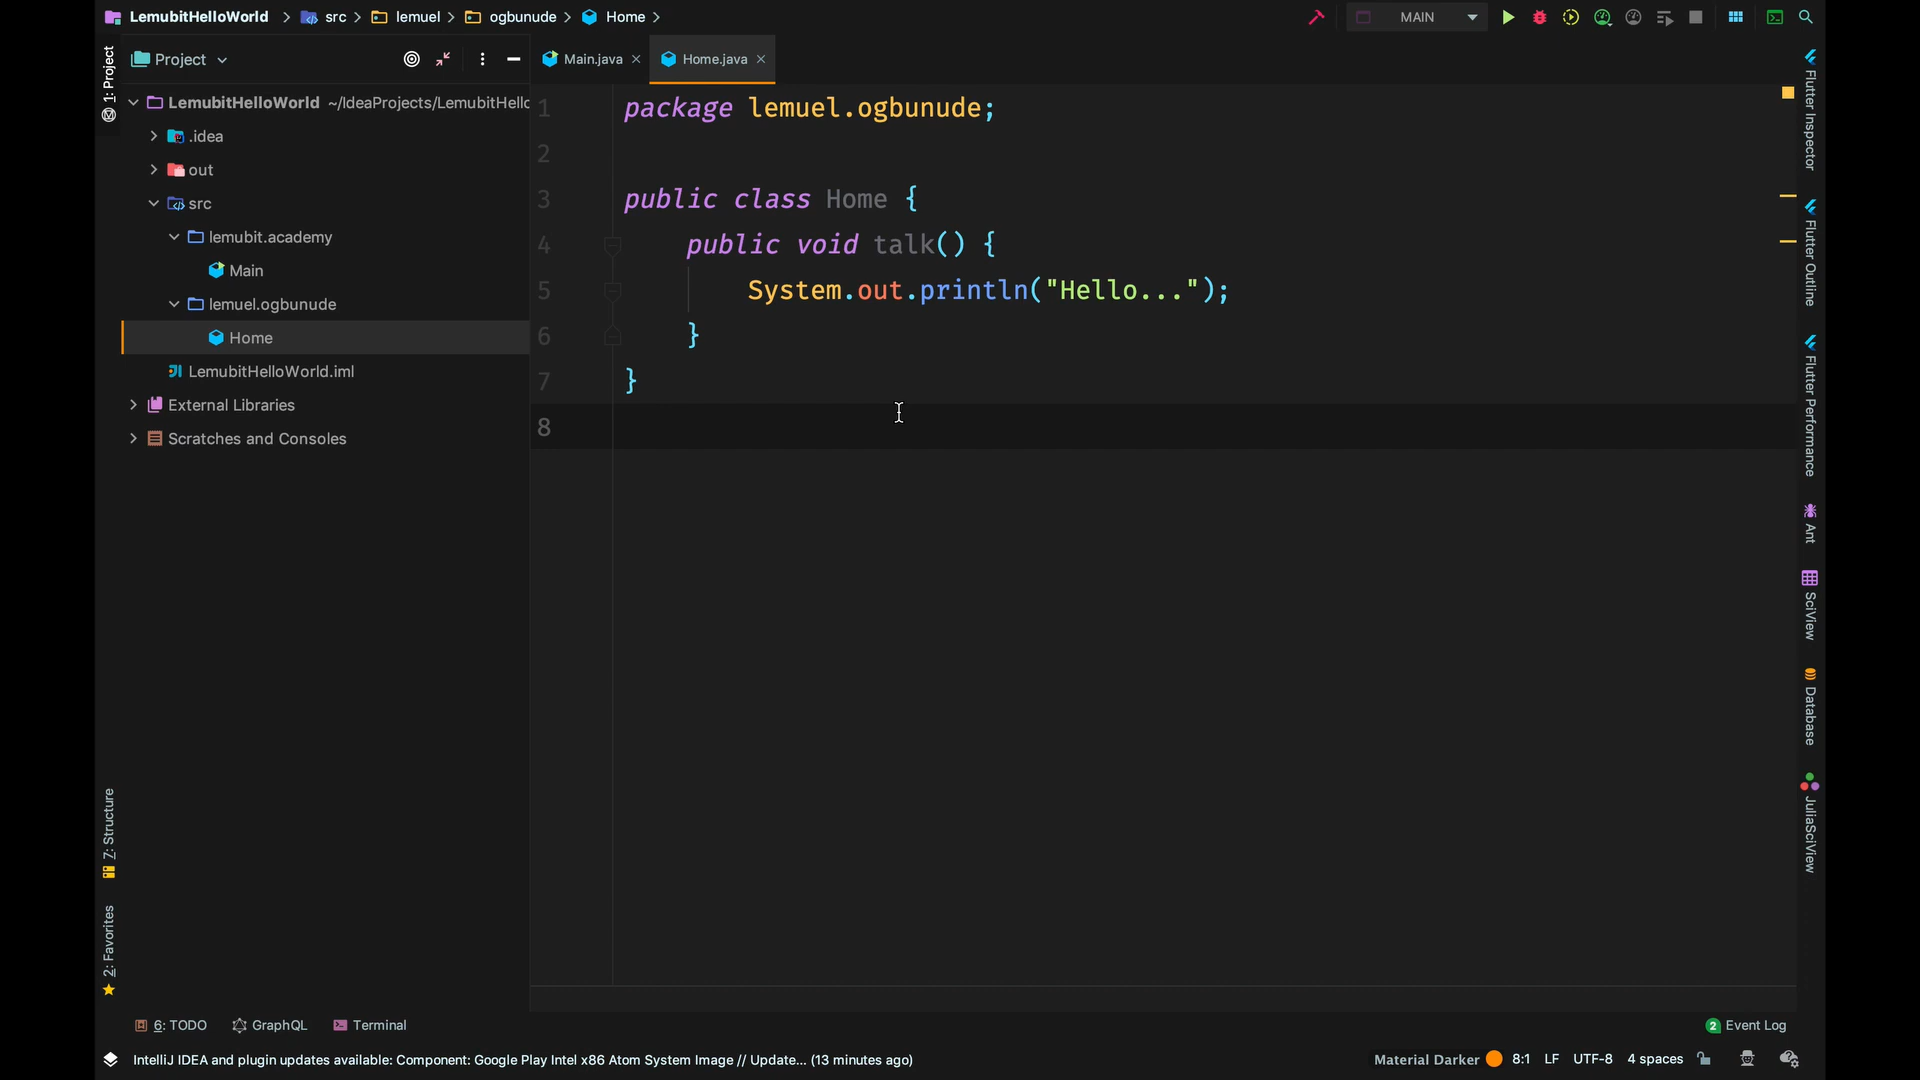 LemubitHelloWorld > src > lemuel > ogbunude > Home >
MAIN
1: Project
Project
Main.java
Home.java
LemubitHelloWorld ~/IdeaProjects/LemubitHello
.idea
out
src
lemubit.academy
Main
lemuel.ogbunude
Home
LemubitHelloWorld.iml
External Libraries
Scratches and Consoles
1 package lemuel.ogbunude;
2
3 public class Home {
4 public void talk() {
5 System.out.println("Hello...");
6 }
7 }
8
Flutter Inspector
Flutter Outline
Flutter Performance
Ant
SciView
Database
JuliaSciView
Z: Structure
2: Favorites
6: TODO
GraphQL
Terminal
2 Event Log
IntelliJ IDEA and plugin updates available: Component: Google Play Intel x86 Atom System Image // Update... (13 minutes ago)
Material Darker 8:1 LF UTF-8 4 spaces